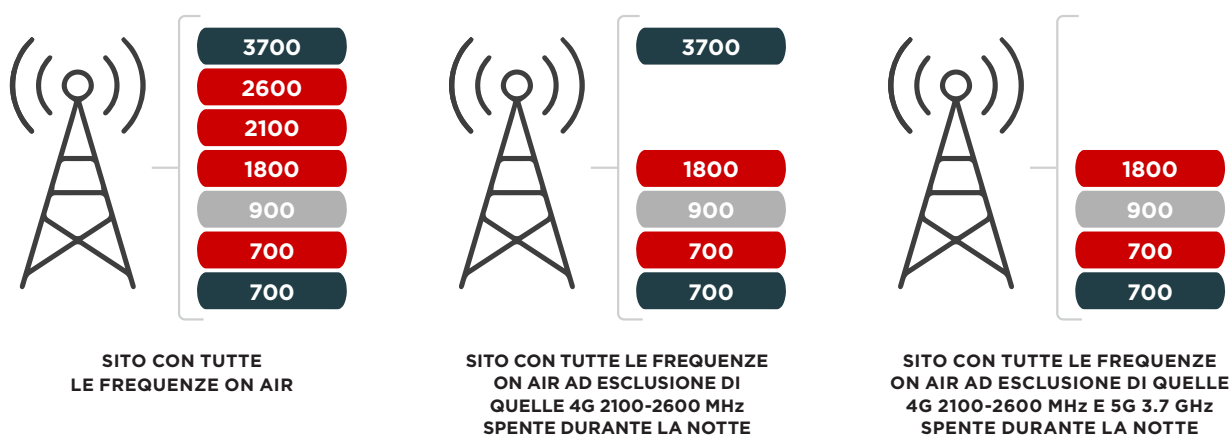 3700
2600
2100
1800
900
700
700
SITO CON TUTTE
LE FREQUENZE ON AIR
3700
1800
900
700
700
SITO CON TUTTE LE FREQUENZE
ON AIR AD ESCLUSIONE DI
QUELLE 4G 2100-2600 MHz
SPENTE DURANTE LA NOTTE
1800
900
700
700
SITO CON TUTTE LE FREQUENZE
ON AIR AD ESCLUSIONE DI QUELLE
4G 2100-2600 MHz E 5G 3.7 GHz
SPENTE DURANTE LA NOTTE